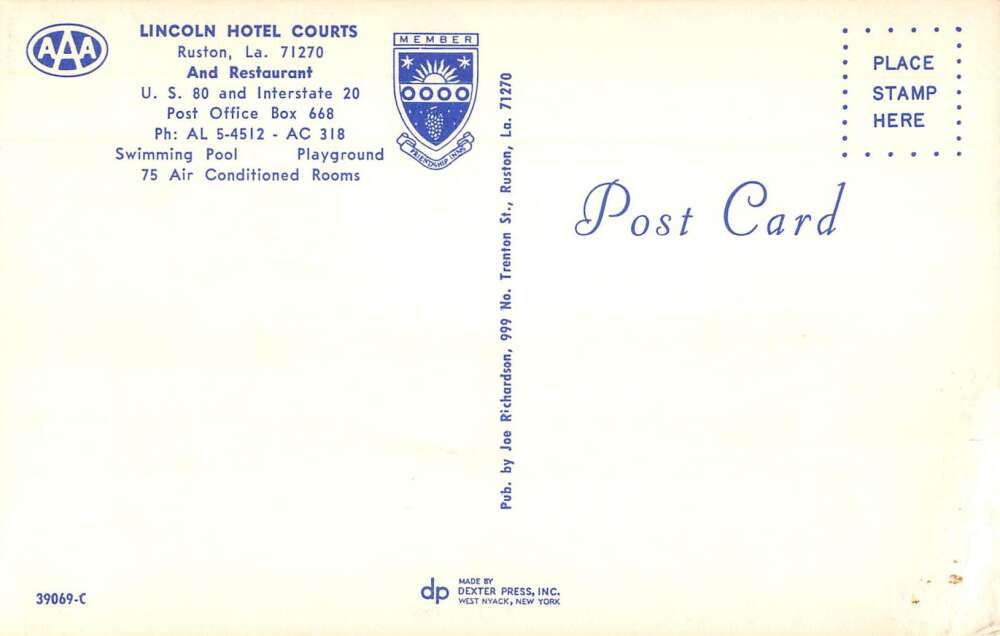 AAA
LINCOLN HOTEL COURTS
Ruston, La. 71270
And Restaurant
U. S. 80 and Interstate 20
Post Office Box 668
Ph: AL 5-4512 - AC 318
Swimming Pool Playground
75 Air Conditioned Rooms
MEMBER
FRIENDSHIP INNS
Pub. by Joe Richardson, 999 No. Trenton St., Ruston, La. 71270
PLACE
STAMP
HERE
Post Card
39069-C
dp
MADE BY
DEXTER PRESS, INC.
WEST NYACK, NEW YORK